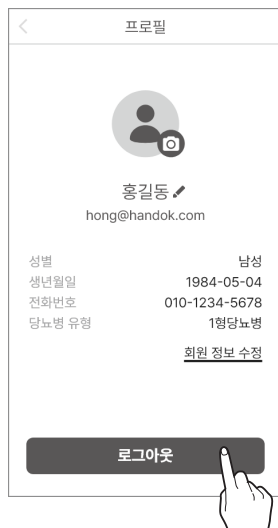 프로필
홍길동
hong@handok.com
성별 남성
생년월일 1984-05-04
전화번호 010-1234-5678
당뇨병 유형 1형당뇨병
회원 정보 수정
로그아웃